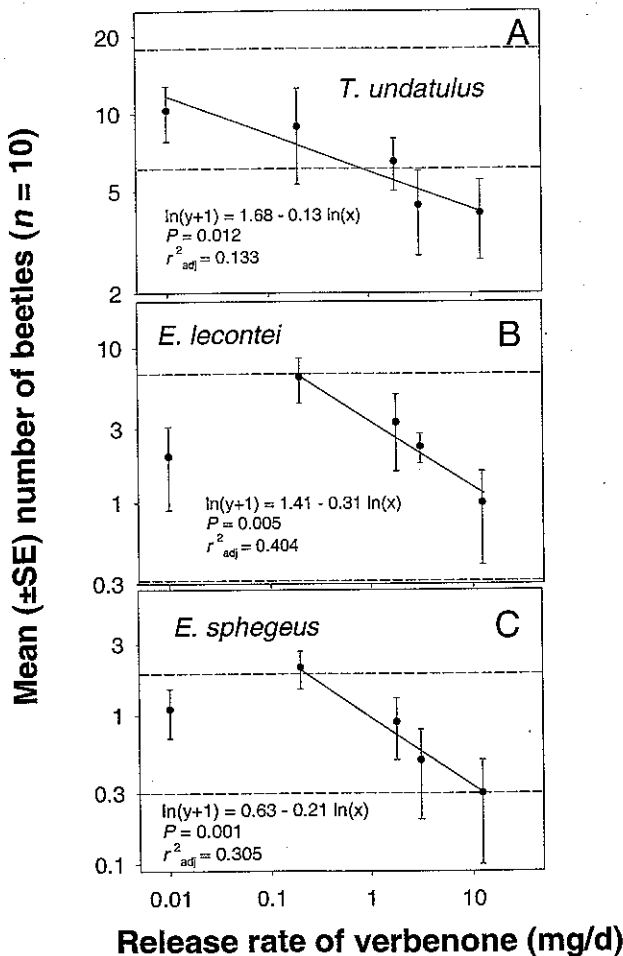 Mean (±SE) number of beetles (n = 10)
A
20
T. undatulus
10
5
ln(y+1) = 1.68 - 0.13 ln(x)
P = 0.012
r²adj = 0.133
2
E. lecontei
B
10
3
1
ln(y+1) = 1.41 - 0.31 ln(x)
P = 0.005
r²adj = 0.404
0.3
E. sphegeus
C
3
1
0.3
ln(y+1) = 0.63 - 0.21 ln(x)
P = 0.001
r²adj = 0.305
0.1
0.01 0.1 1 10
Release rate of verbenone (mg/d)